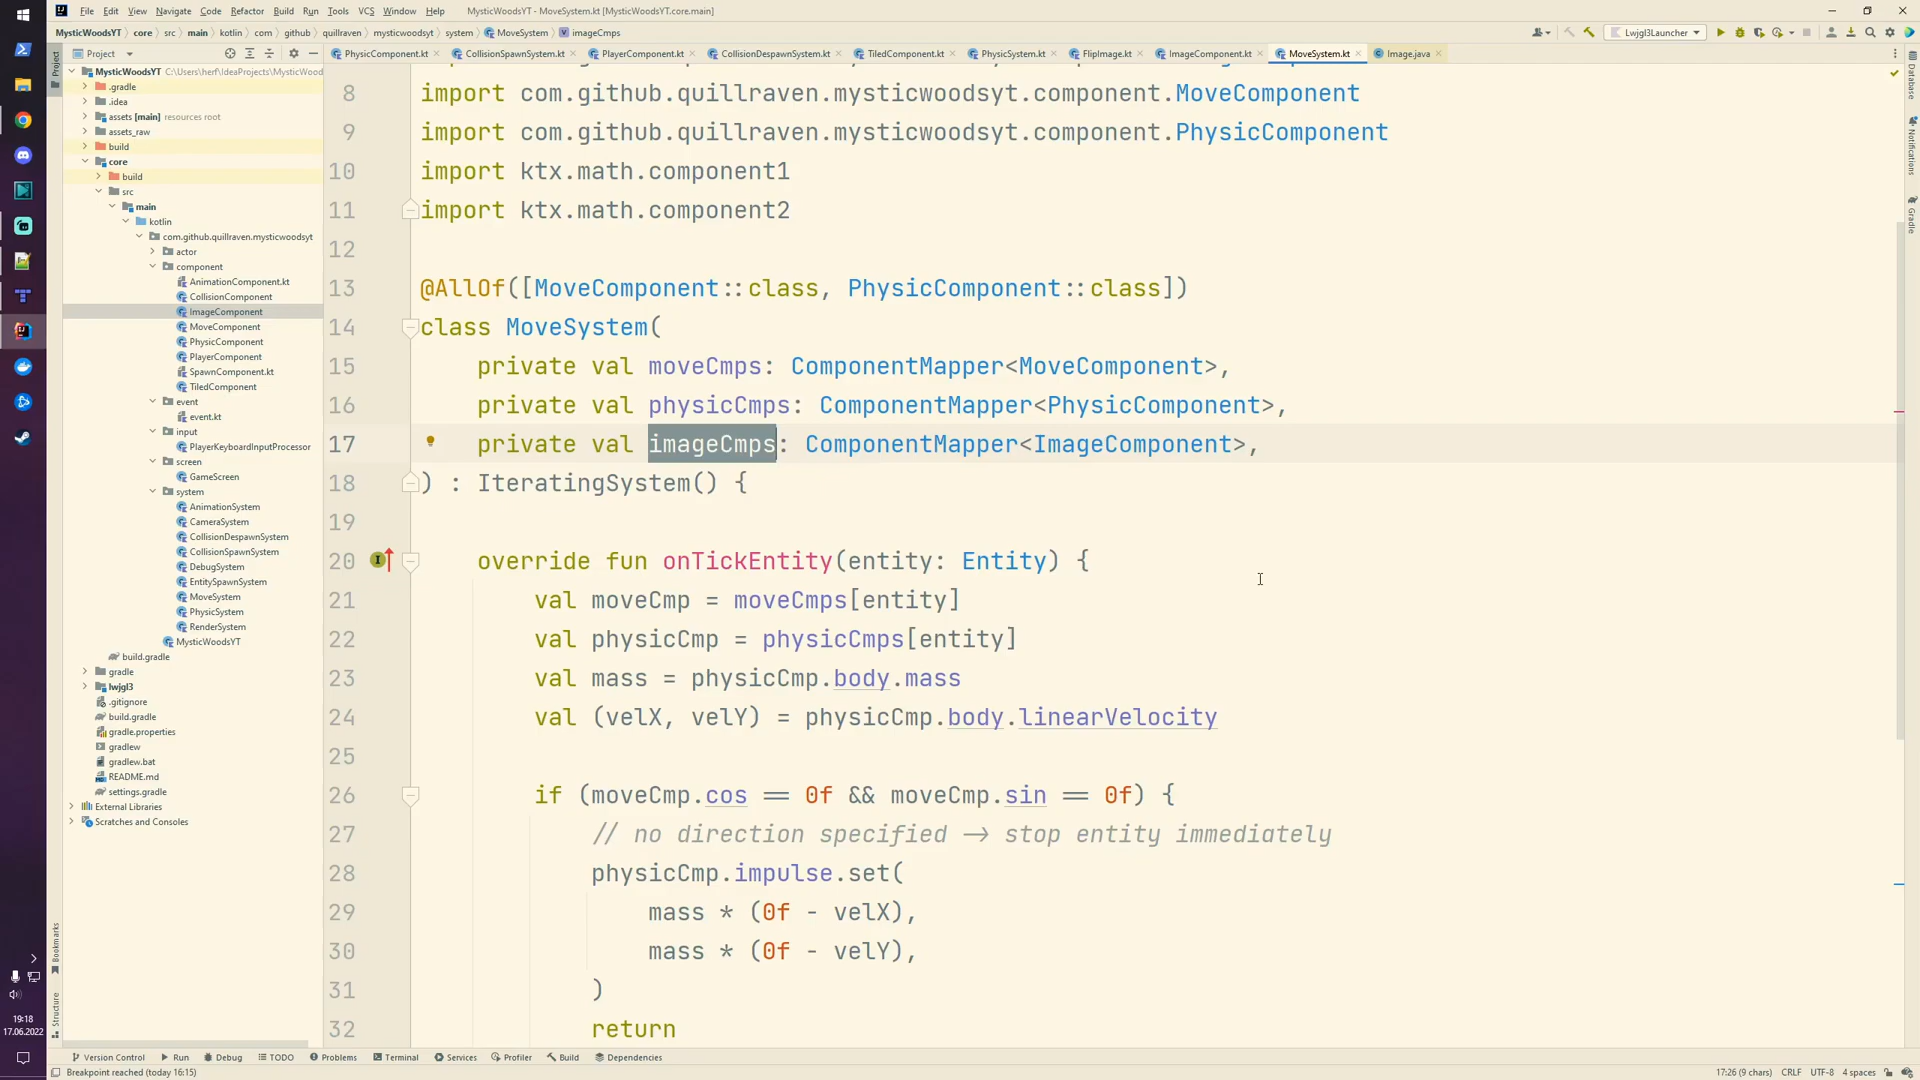 File Edit View Navigate Code Refactor Build Run Tools VCS Window Help MysticWoodsYT - MoveSystem.kt [MysticWoodsYT.core.main]
MysticWoodsYT core src main kotlin com github quillraven mysticwoodsyt system MoveSystem imageCmps Lwjgl3Launcher
Project PhysicComponent.kt CollisionSpawnSystem.kt PlayerComponent.kt CollisionDespawnSystem.kt TiledComponent.kt PhysicSystem.kt FlipImage.kt ImageComponent.kt MoveSystem.kt Image.java
MysticWoodsYT C:\Users\herf\IdeaProjects\MysticWood
.gradle
.idea
assets [main] resources root
assets_raw
build
core
build
src
main
kotlin
com.github.quillraven.mysticwoodsyt
actor
component
AnimationComponent.kt
CollisionComponent
ImageComponent
MoveComponent
PhysicComponent
PlayerComponent
SpawnComponent.kt
TiledComponent
event
event.kt
input
PlayerKeyboardInputProcessor
screen
GameScreen
system
AnimationSystem
CameraSystem
CollisionDespawnSystem
CollisionSpawnSystem
DebugSystem
EntitySpawnSystem
MoveSystem
PhysicSystem
RenderSystem
MysticWoodsYT
build.gradle
gradle
lwjgl3
.gitignore
build.gradle
gradle.properties
gradlew
gradlew.bat
README.md
settings.gradle
External Libraries
Scratches and Consoles
8 import com.github.quillraven.mysticwoodsyt.component.MoveComponent
9 import com.github.quillraven.mysticwoodsyt.component.PhysicComponent
10 import ktx.math.component1
11 import ktx.math.component2
12
13 @AllOf([MoveComponent::class, PhysicComponent::class])
14 class MoveSystem(
15 private val moveCmps: ComponentMapper<MoveComponent>,
16 private val physicCmps: ComponentMapper<PhysicComponent>,
17 private val imageCmps: ComponentMapper<ImageComponent>,
18 ) : IteratingSystem() {
19
20 override fun onTickEntity(entity: Entity) {
21 val moveCmp = moveCmps[entity]
22 val physicCmp = physicCmps[entity]
23 val mass = physicCmp.body.mass
24 val (velX, velY) = physicCmp.body.linearVelocity
25
26 if (moveCmp.cos == 0f && moveCmp.sin == 0f) {
27 // no direction specified -> stop entity immediately
28 physicCmp.impulse.set(
29 mass * (0f - velX),
30 mass * (0f - velY),
31 )
32 return
Project
Bookmarks
Structure
Database
Notifications
Gradle
19:18
17.06.2022
Version Control Run Debug TODO Problems Terminal Services Profiler Build Dependencies
Breakpoint reached (today 16:15) 17:26 (9 chars) CRLF UTF-8 4 spaces